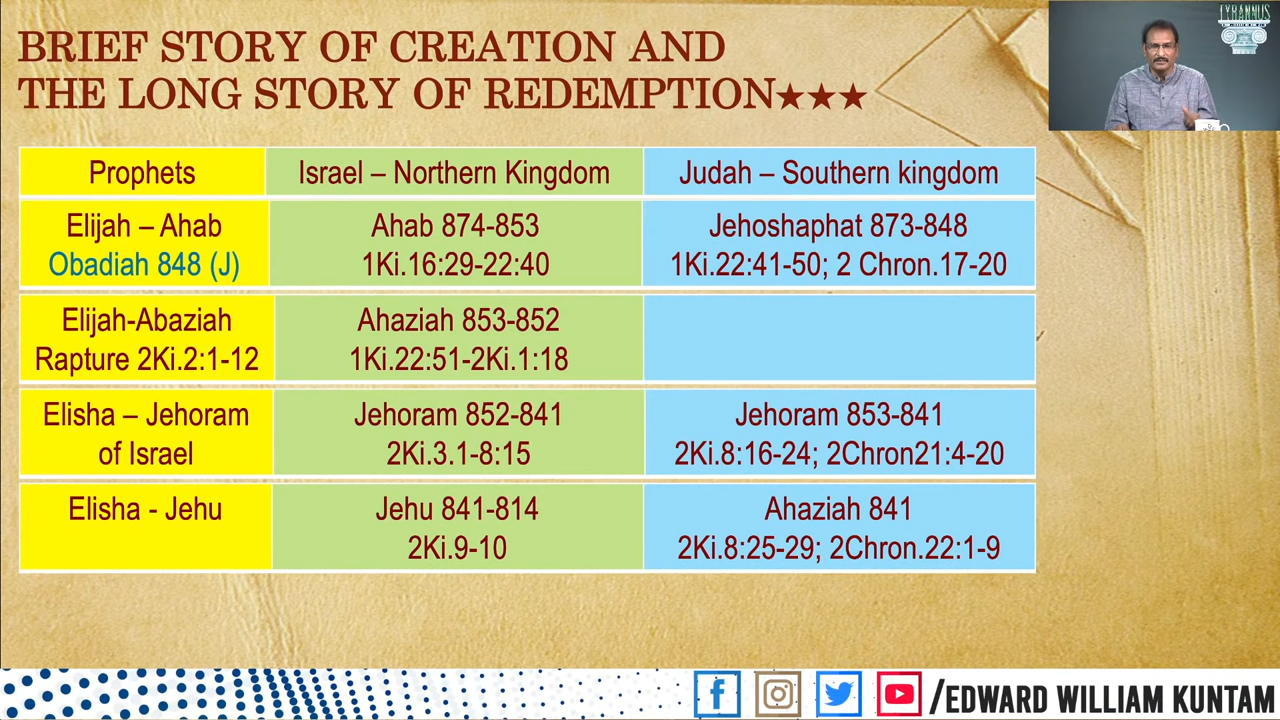 BRIEF STORY OF CREATION AND
THE LONG STORY OF REDEMPTION★★★
TYRANNUS
Prophets
Israel – Northern Kingdom
Judah – Southern kingdom
Elijah – Ahab
Obadiah 848 (J)
Ahab 874-853
1Ki.16:29-22:40
Jehoshaphat 873-848
1Ki.22:41-50; 2 Chron.17-20
Elijah-Abaziah
Rapture 2Ki.2:1-12
Ahaziah 853-852
1Ki.22:51-2Ki.1:18
Elisha – Jehoram
of Israel
Jehoram 852-841
2Ki.3.1-8:15
Jehoram 853-841
2Ki.8:16-24; 2Chron21:4-20
Elisha - Jehu
Jehu 841-814
2Ki.9-10
Ahaziah 841
2Ki.8:25-29; 2Chron.22:1-9
/EDWARD WILLIAM KUNTAM